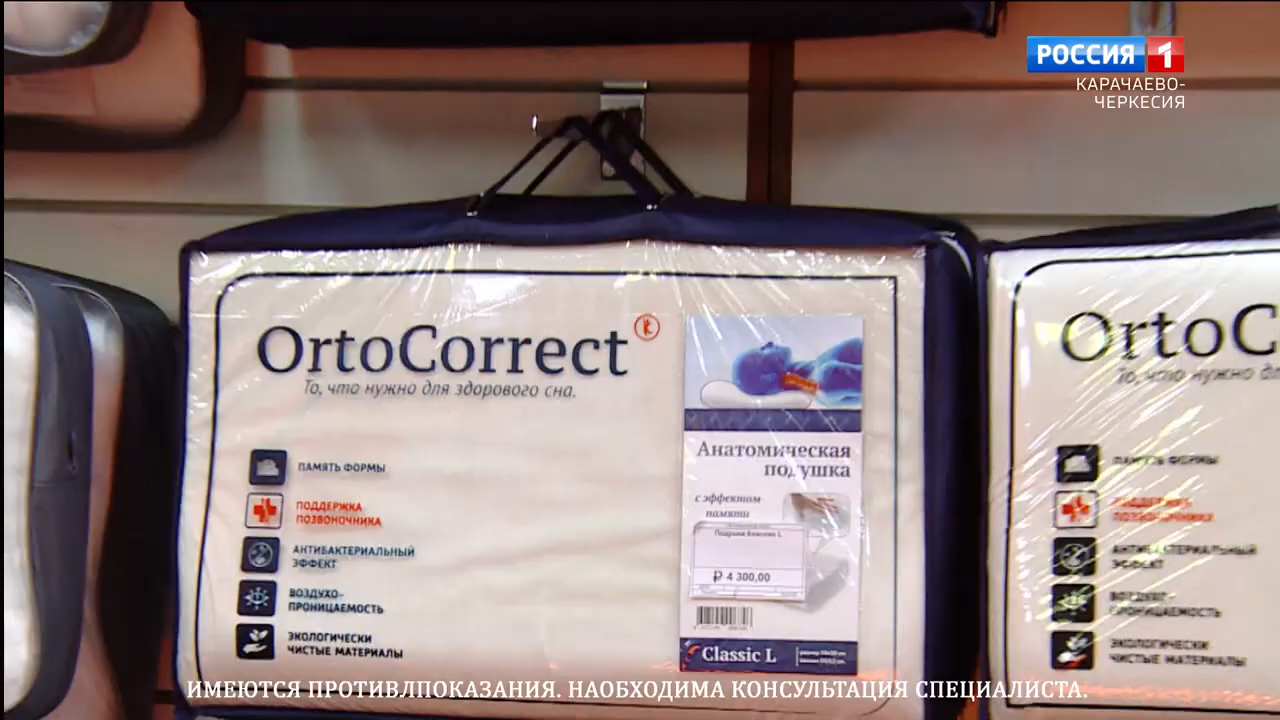 РОССИЯ 1
КАРАЧАЕВО-
ЧЕРКЕСИЯ
OrtoCorrect
То, что нужно для здорового сна.
ПАМЯТЬ ФОРМЫ
ПОДДЕРЖКА
ПОЗВОНОЧНИКА
АНТИБАКТЕРИАЛЬНЫЙ
ЭФФЕКТ
ВОЗДУХО-
ПРОНИЦАЕМОСТЬ
ЭКОЛОГИЧЕСКИ
ЧИСТЫЕ МАТЕРИАЛЫ
Анатомическая
подушка
с эффектом
памяти
₽ 4 300,00
Classic L
OrtoC
То, что нужно
ПАМЯТЬ ФОРМЫ
ПОДДЕРЖКА
ПОЗВОНОЧНИКА
АНТИБАКТЕРИАЛЬНЫЙ
ЭФФЕКТ
ВОЗДУХО-
ПРОНИЦАЕМОСТЬ
ЭКОЛОГИЧЕСКИ
ЧИСТЫЕ МАТЕРИАЛЫ
ИМЕЮТСЯ ПРОТИВЛПОКАЗАНИЯ. НАОБХОДИМА КОНСУЛЬТАЦИЯ СПЕЦИАЛИСТА.